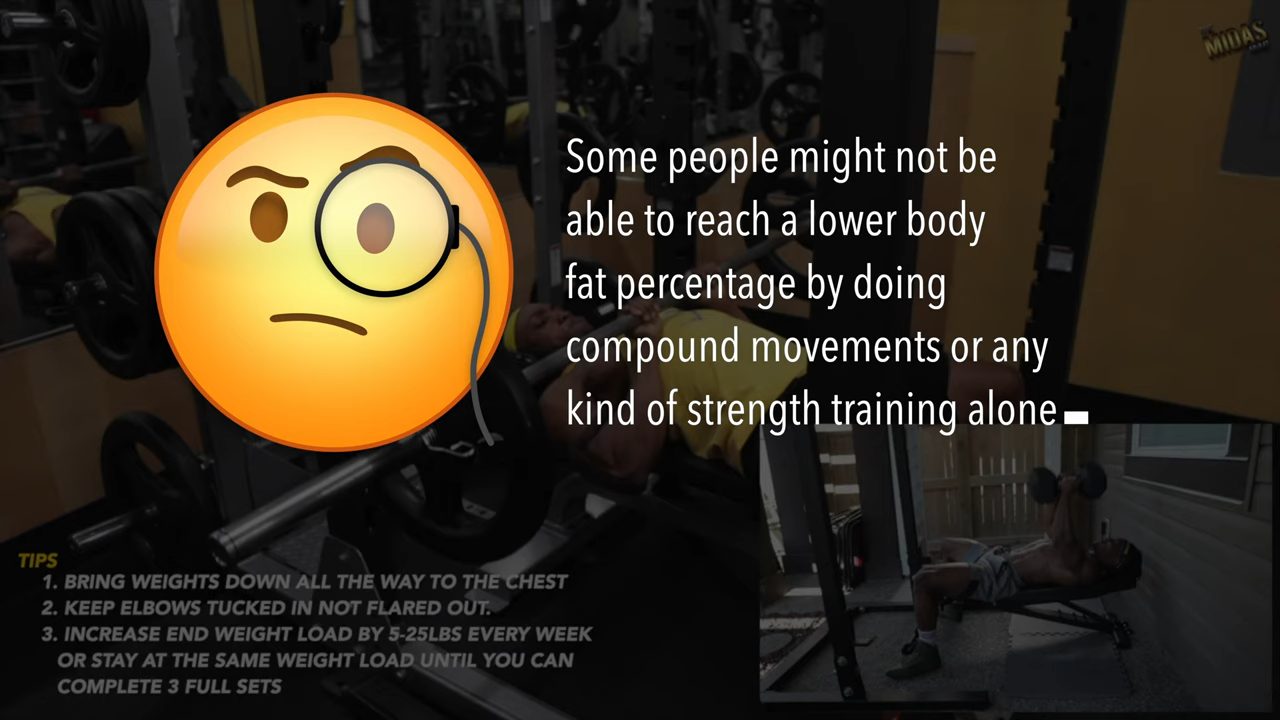 MIDAS
Some people might not be
able to reach a lower body
fat percentage by doing
compound movements or any
kind of strength training alone
TIPS
1. BRING WEIGHTS DOWN ALL THE WAY TO THE CHEST
2. KEEP ELBOWS TUCKED IN NOT FLARED OUT.
3. INCREASE END WEIGHT LOAD BY 5-25LBS EVERY WEEK
OR STAY AT THE SAME WEIGHT LOAD UNTIL YOU CAN
COMPLETE 3 FULL SETS